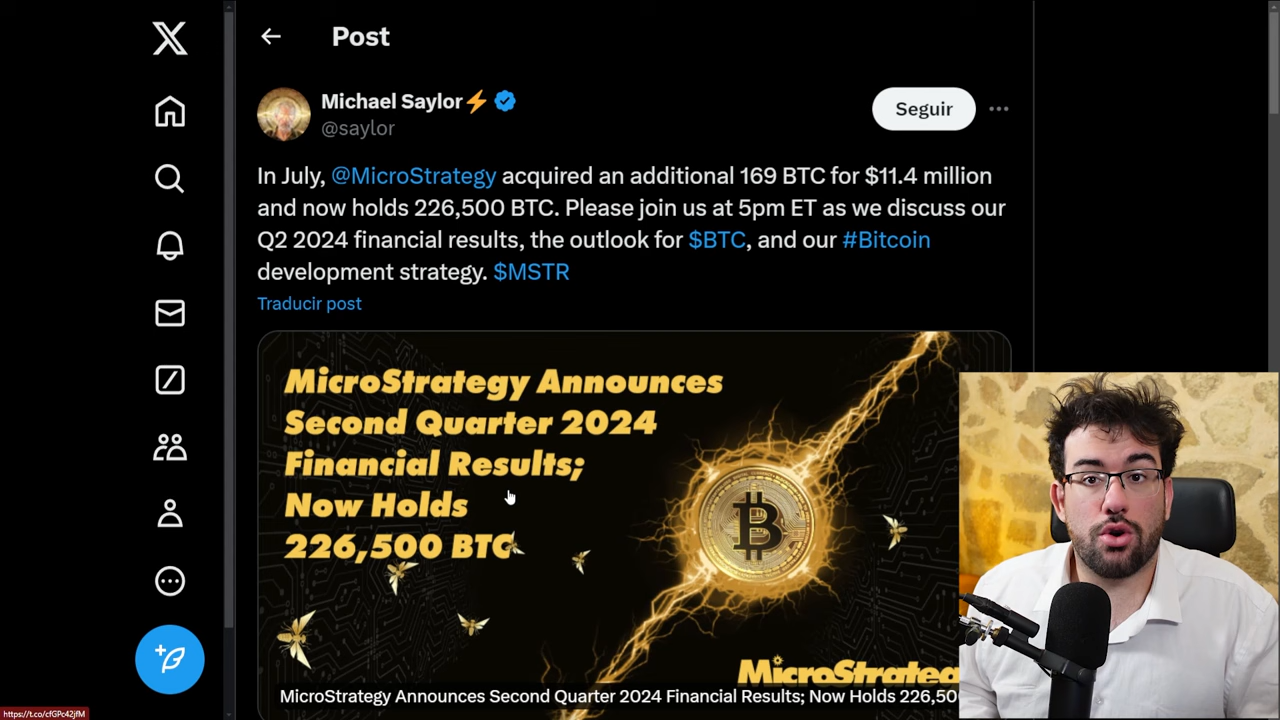 Post
Michael Saylor⚡
@saylor
Seguir
In July, @MicroStrategy acquired an additional 169 BTC for $11.4 million
and now holds 226,500 BTC. Please join us at 5pm ET as we discuss our
Q2 2024 financial results, the outlook for $BTC, and our #Bitcoin
development strategy. $MSTR
Traducir post
MicroStrategy Announces
Second Quarter 2024
Financial Results;
Now Holds
226,500 BTC
MicroStrateg
MicroStrategy Announces Second Quarter 2024 Financial Results; Now Holds 226,50
https://t.co/cfGPc42jfM